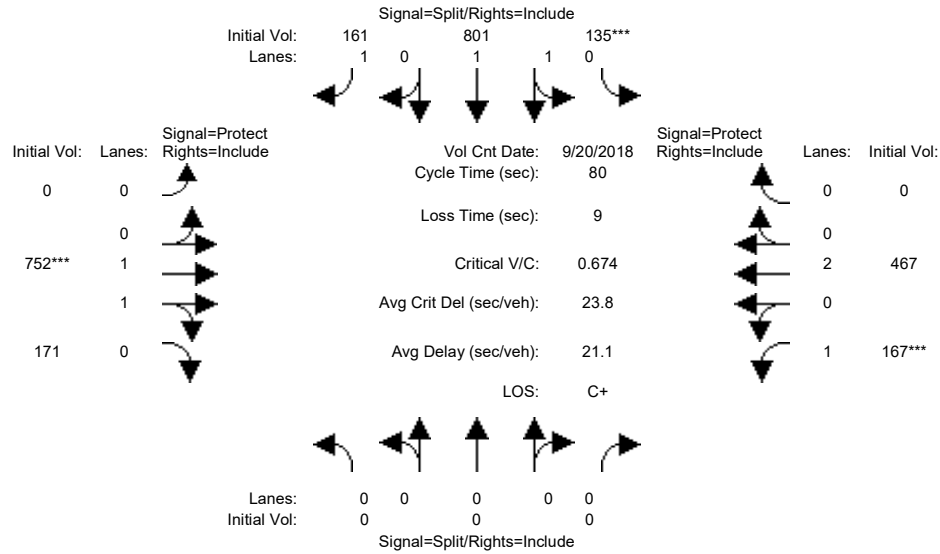 Signal=Split/Rights=Include
Initial Vol: 161 801 135***
Lanes: 1 0 1 1 0
Signal=Protect
Initial Vol: Lanes: Rights=Include
Vol Cnt Date: 9/20/2018
Signal=Protect
Rights=Include Lanes: Initial Vol:
Cycle Time (sec): 80
0 0
0 0
Loss Time (sec): 9
0
0
752*** 1
Critical V/C: 0.674
2 467
1
Avg Crit Del (sec/veh): 23.8
0
171 0
Avg Delay (sec/veh): 21.1
1 167***
LOS: C+
Lanes: 0 0 0 0 0
Initial Vol: 0 0 0
Signal=Split/Rights=Include